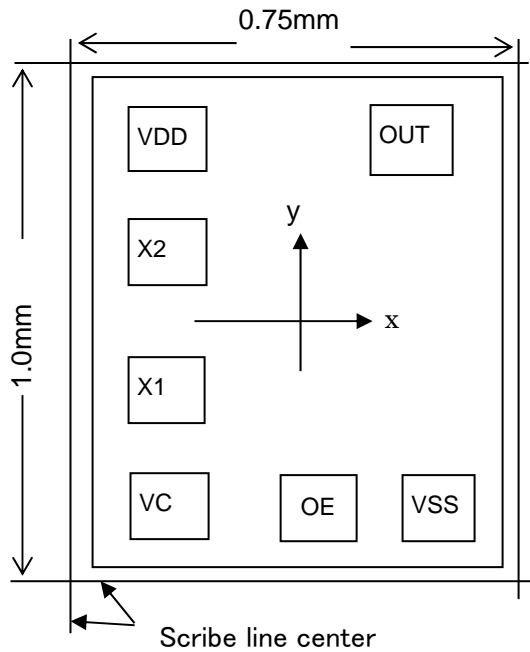 0.75mm
VDD
OUT
X2
y
x
1.0mm
X1
VC
OE
VSS
Scribe line center